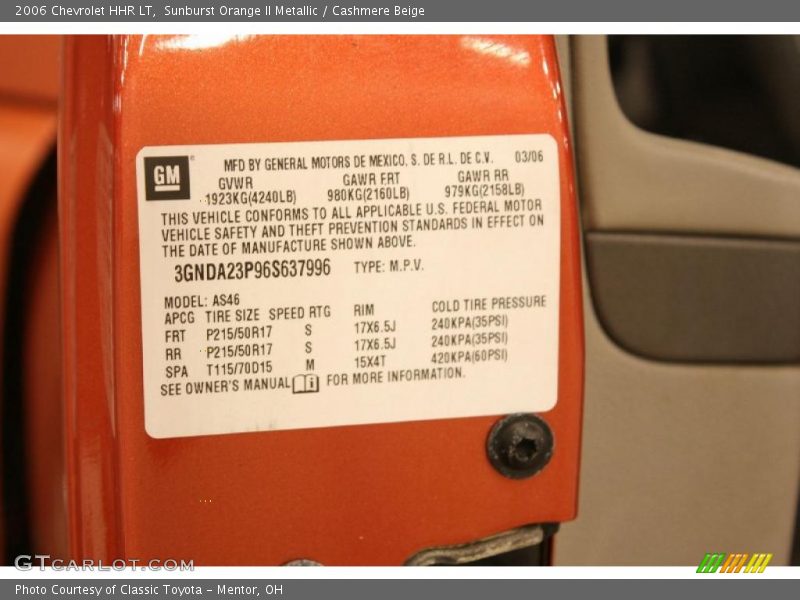 2006 Chevrolet HHR LT,  Sunburst Orange II Metallic / Cashmere Beige
GM ® MFD BY GENERAL MOTORS DE MEXICO, S. DE R.L. DE C.V. 03/06
GVWR GAWR FRT GAWR RR
1923KG(4240LB) 980KG(2160LB) 979KG(2158LB)
THIS VEHICLE CONFORMS TO ALL APPLICABLE U.S. FEDERAL MOTOR
VEHICLE SAFETY AND THEFT PREVENTION STANDARDS IN EFFECT ON
THE DATE OF MANUFACTURE SHOWN ABOVE.
3GNDA23P96S637996 TYPE: M.P.V.
MODEL: AS46
APCG TIRE SIZE SPEED RTG RIM COLD TIRE PRESSURE
FRT P215/50R17 S 17X6.5J 240KPA(35PSI)
RR P215/50R17 S 17X6.5J 240KPA(35PSI)
SPA T115/70D15 M 15X4T 420KPA(60PSI)
SEE OWNER'S MANUAL i FOR MORE INFORMATION.
GTCARLOT.COM
Photo Courtesy of Classic Toyota - Mentor, OH